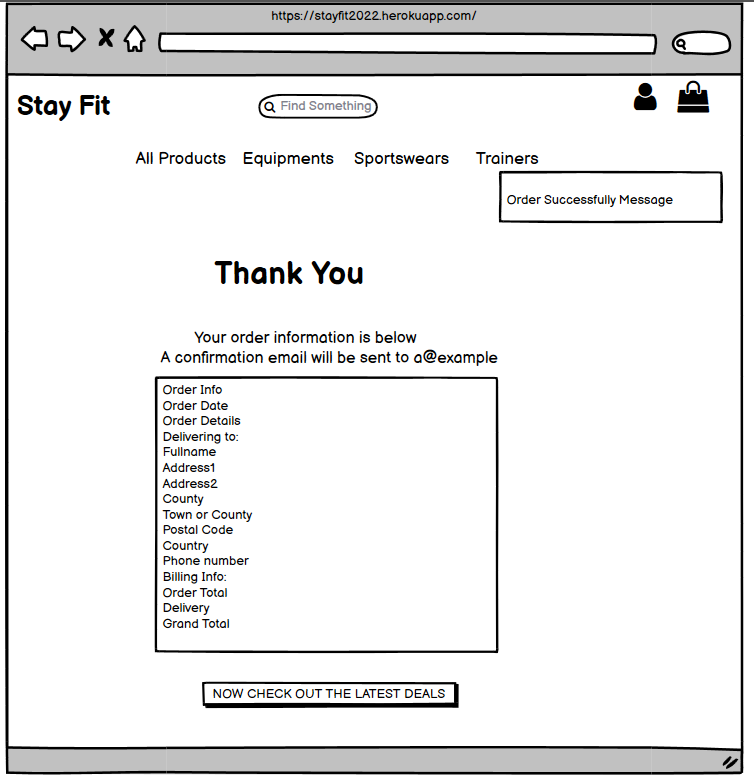 https://stayfit2022.herokuapp.com/
Stay Fit
Find Something
All Products Equipments Sportswears Trainers
Order Successfully Message
Thank You
Your order information is below
A confirmation email will be sent to a@example
Order Info
Order Date
Order Details
Delivering to:
Fullname
Address1
Address2
County
Town or County
Postal Code
Country
Phone number
Billing Info:
Order Total
Delivery
Grand Total
NOW CHECK OUT THE LATEST DEALS